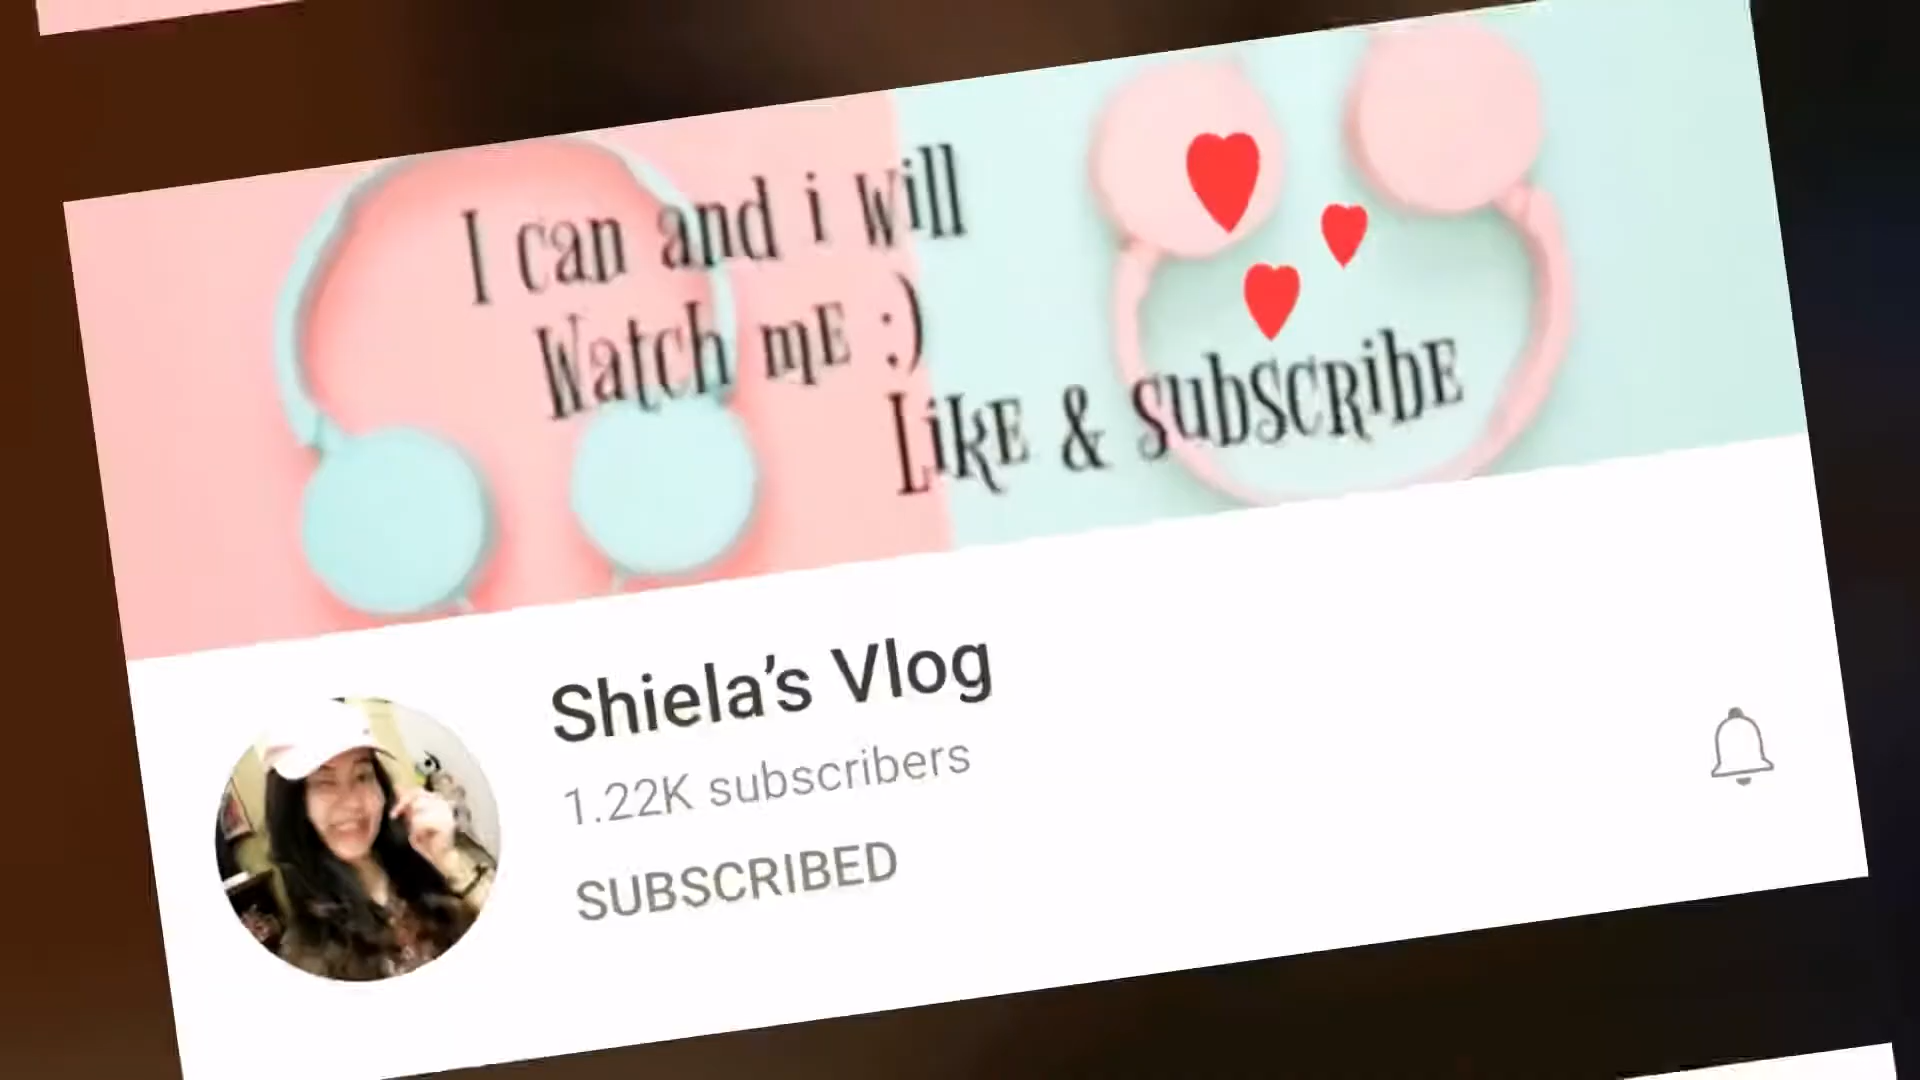 I can and i will
Watch mE :)
LikE & subscRibE
Shiela's Vlog
1.22K subscribers
SUBSCRIBED